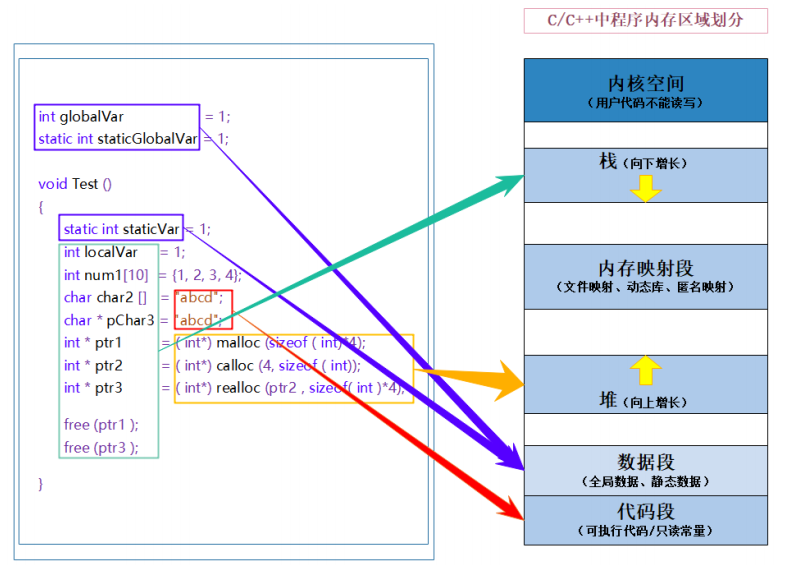 C/C++中程序内存区域划分
int globalVar = 1;
static int staticGlobalVar = 1;
void Test ()
{
static int staticVar = 1;
int localVar = 1;
int num1[10] = {1, 2, 3, 4};
char char2 [] = "abcd";
char * pChar3 = "abcd";
int * ptr1 = ( int*) malloc (sizeof ( int)*4);
int * ptr2 = ( int*) calloc (4, sizeof ( int));
int * ptr3 = ( int*) realloc (ptr2 , sizeof( int )*4);
free (ptr1 );
free (ptr3 );
}
内核空间
（用户代码不能读写）
栈（向下增长）
内存映射段
（文件映射、动态库、匿名映射）
堆（向上增长）
数据段
（全局数据、静态数据）
代码段
（可执行代码/只读常量）